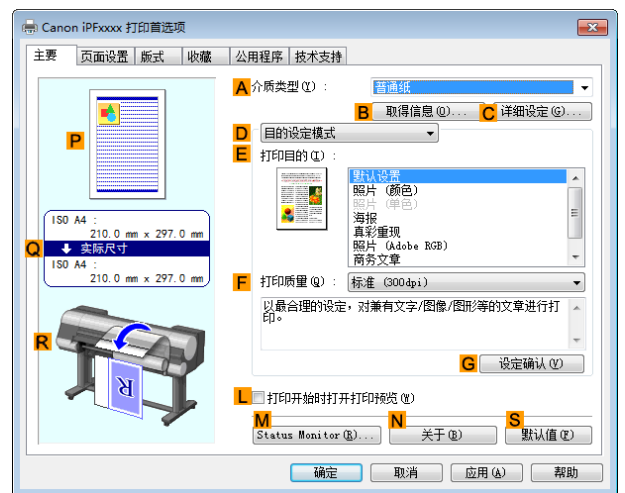 Canon iPFxxxx 打印首选项
主要 页面设置 版式 收藏 公用程序 技术支持
A 介质类型(Y) : 普通纸
B 取得信息(O)... C 详细设定(G)...
D 目的设定模式
E 打印目的(I) :
默认设置
照片 (颜色)
照片 (单色)
海报
真彩重现
照片 (Adobe RGB)
商务文章
P
ISO A4 :
210.0 mm x 297.0 mm
Q 实际尺寸
ISO A4 :
210.0 mm x 297.0 mm
F 打印质量(Q) : 标准 (300dpi)
以最合理的设定，对兼有文字/图像/图形等的文章进行打
印。
R
R
G 设定确认(V)
L 打印开始时打开打印预览(W)
M N S
Status Monitor(R)... 关于(B) 默认值(F)
确定 取消 应用(A) 帮助